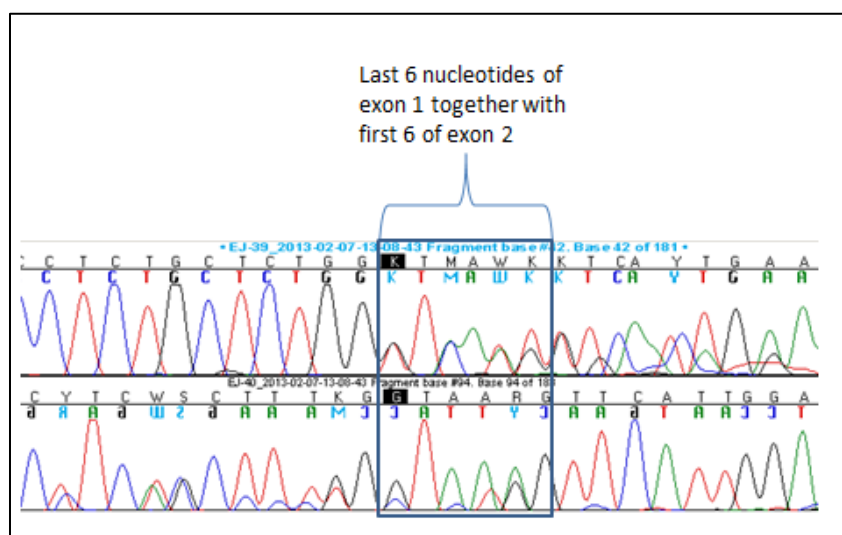 Last 6 nucleotides of
exon 1 together with
first 6 of exon 2
• EJ-39_2013-02-07-13-08-43 Fragment base #42. Base 42 of 181 •
C C T C T G C T C T G G K T M A W K K T C A Y T G A A
C T C T G C T C T G G K T M A W K K T C A Y T G A A
EJ-40_2013-02-07-13-08-43 Fragment base #94. Base 94 of 183
C Y T C W S C T T T K G G T A A R G T T C A T T G G A
G R A G W S G A A A M C C A T T Y C A A G T A A C C T